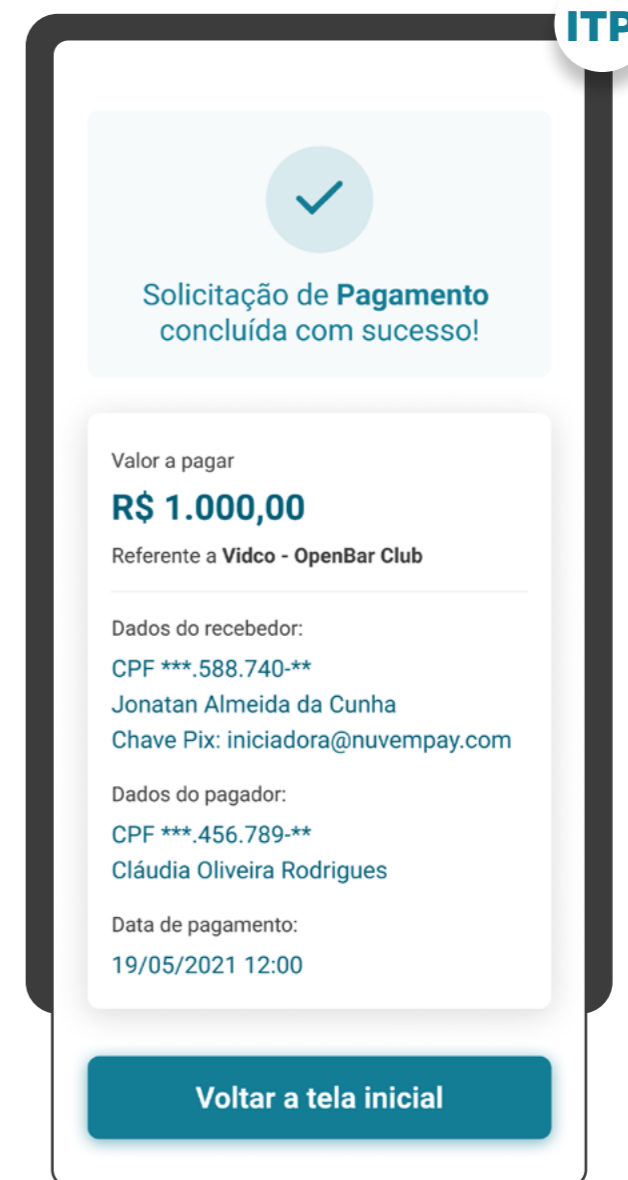 ITP
Solicitação de Pagamento
concluída com sucesso!
Valor a pagar
R$ 1.000,00
Referente a Vidco - OpenBar Club
Dados do recebedor:
CPF ***.588.740-**
Jonatan Almeida da Cunha
Chave Pix: iniciadora@nuvempay.com
Dados do pagador:
CPF ***.456.789-**
Cláudia Oliveira Rodrigues
Data de pagamento:
19/05/2021 12:00
Voltar a tela inicial